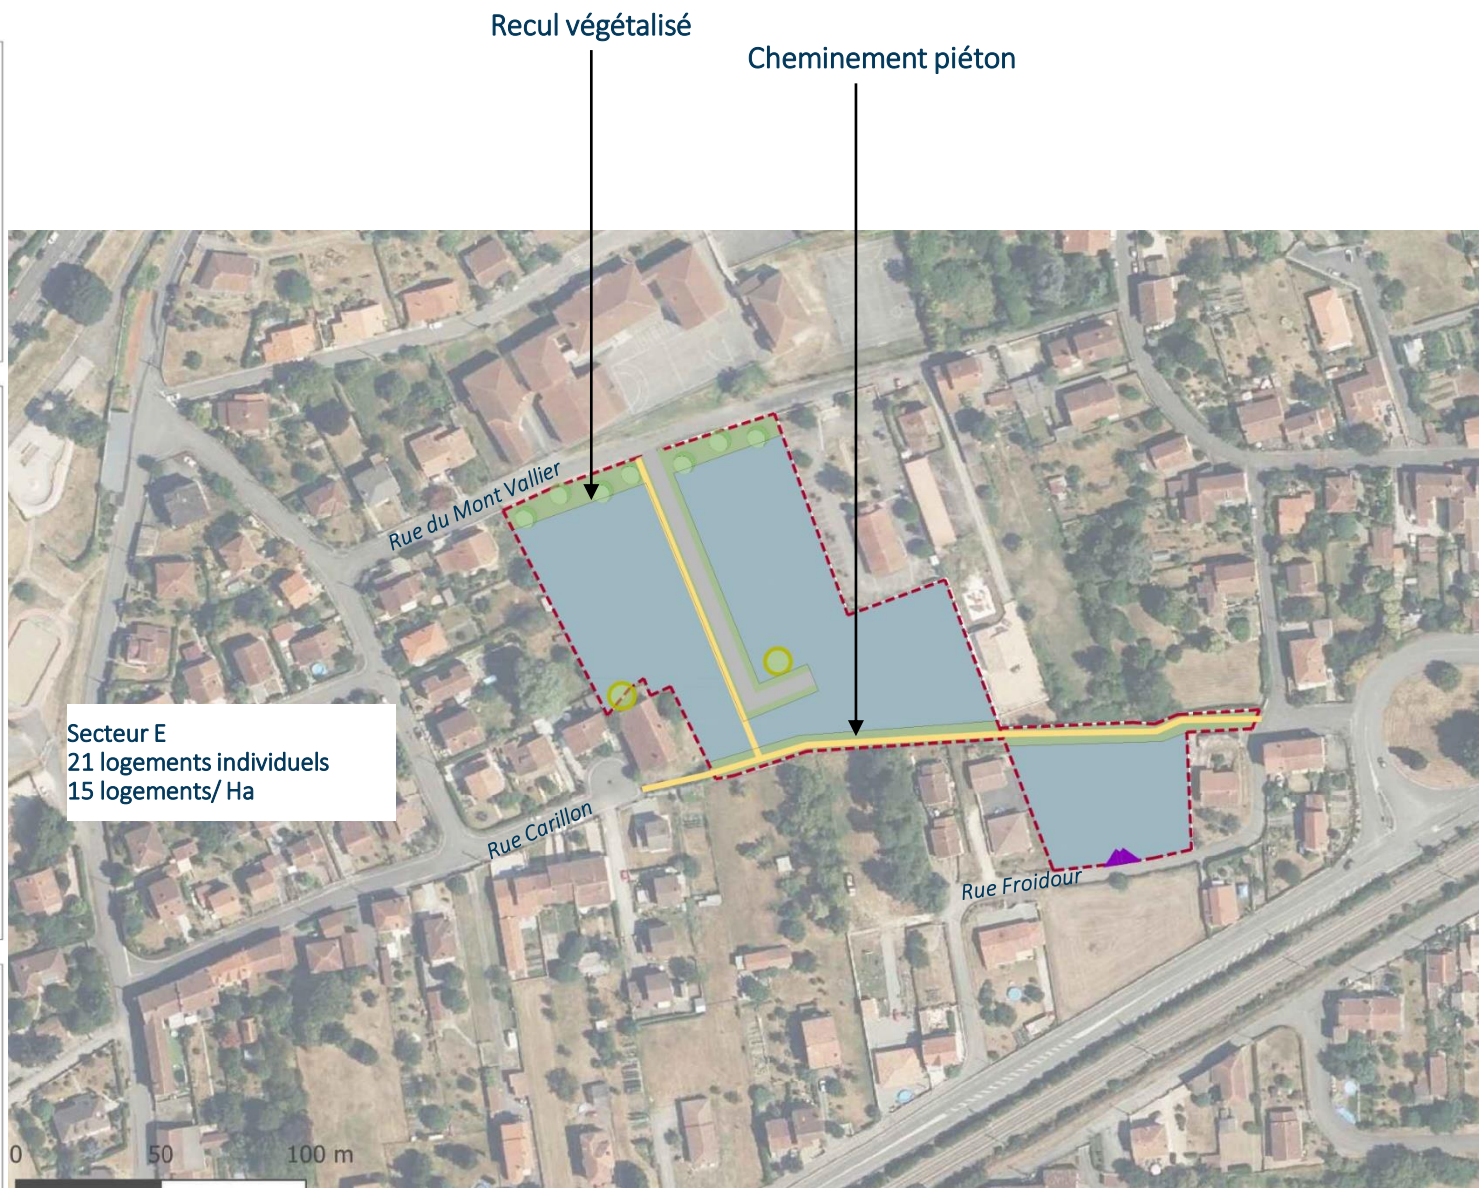 Recul végétalisé
Cheminement piéton
Rue du Mont Vallier
Secteur E
21 logements individuels
15 logements/ Ha
Rue Carillon
Rue Froidour
0 50 100 m